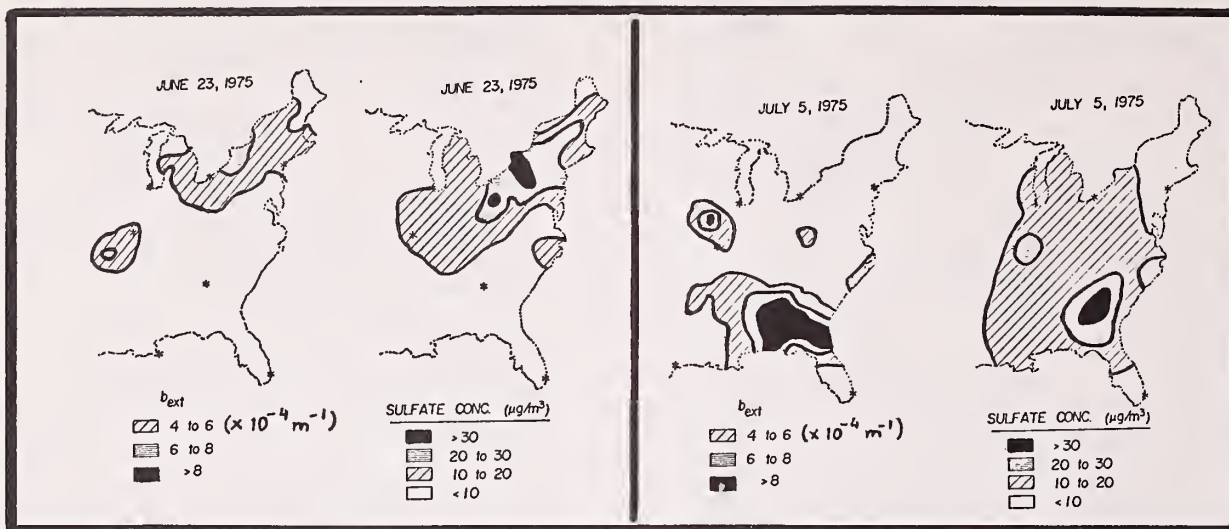 JUNE 23, 1975
b_ext
4 to 6 (× 10⁻⁴ m⁻¹)
6 to 8
>8
JUNE 23, 1975
SULFATE CONC. (μg/m³)
>30
20 to 30
10 to 20
<10
JULY 5, 1975
b_ext
4 to 6 (× 10⁻⁴ m⁻¹)
6 to 8
>8
JULY 5, 1975
SULFATE CONC. (μg/m³)
>30
20 to 30
10 to 20
<10